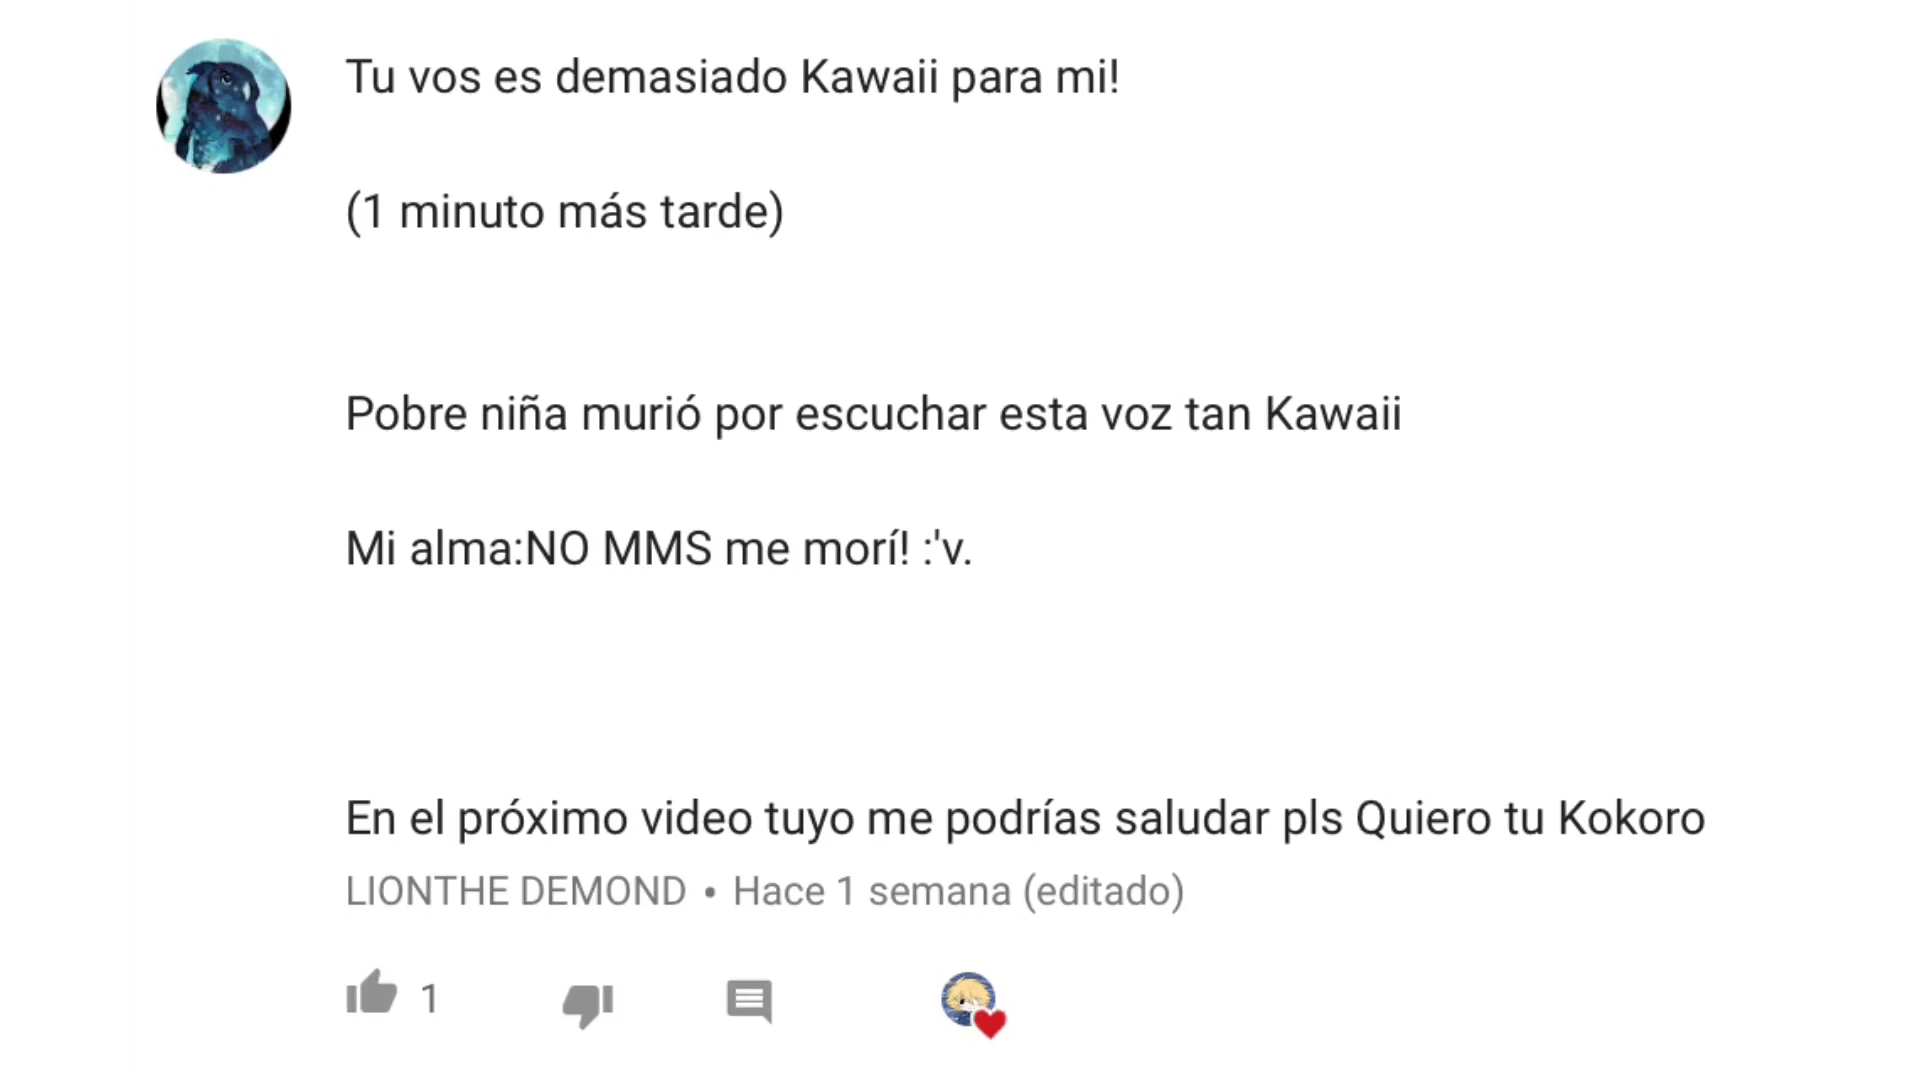 Tu vos es demasiado Kawaii para mi!
(1 minuto más tarde)
Pobre niña murió por escuchar esta voz tan Kawaii
Mi alma:NO MMS me morí! :'v.
En el próximo video tuyo me podrías saludar pls Quiero tu Kokoro
LIONTHE DEMOND • Hace 1 semana (editado)
1